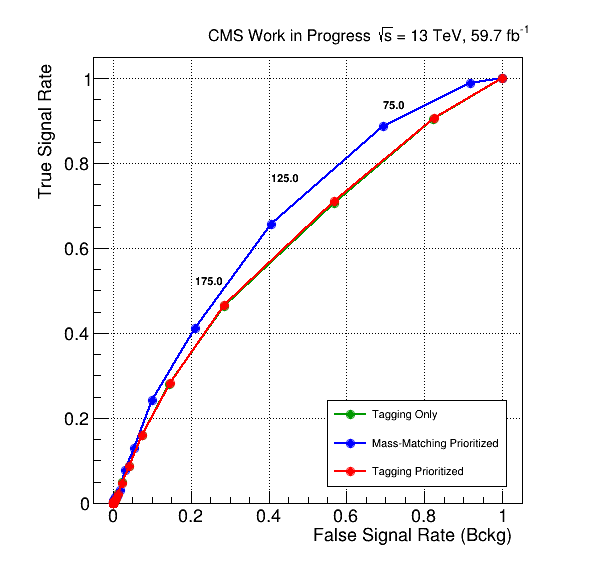 CMS Work in Progress √s = 13 TeV, 59.7 fb⁻¹
True Signal Rate
1
0.8
0.6
0.4
0.2
0
75.0
125.0
175.0
Tagging Only
Mass-Matching Prioritized
Tagging Prioritized
0 0.2 0.4 0.6 0.8 1
False Signal Rate (Bckg)